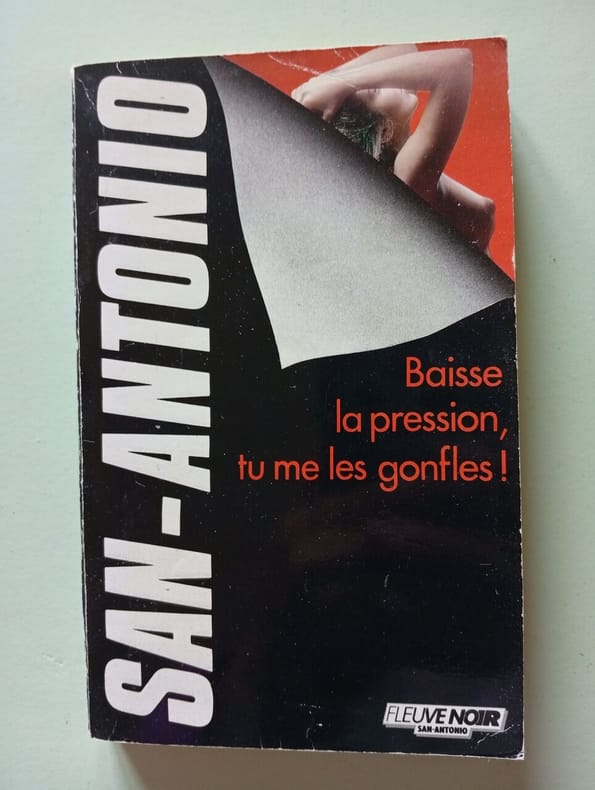 SAN-ANTONIO
Baisse
la pression,
tu me les gonfles !
FLEUVE NOIR
SAN-ANTONIO